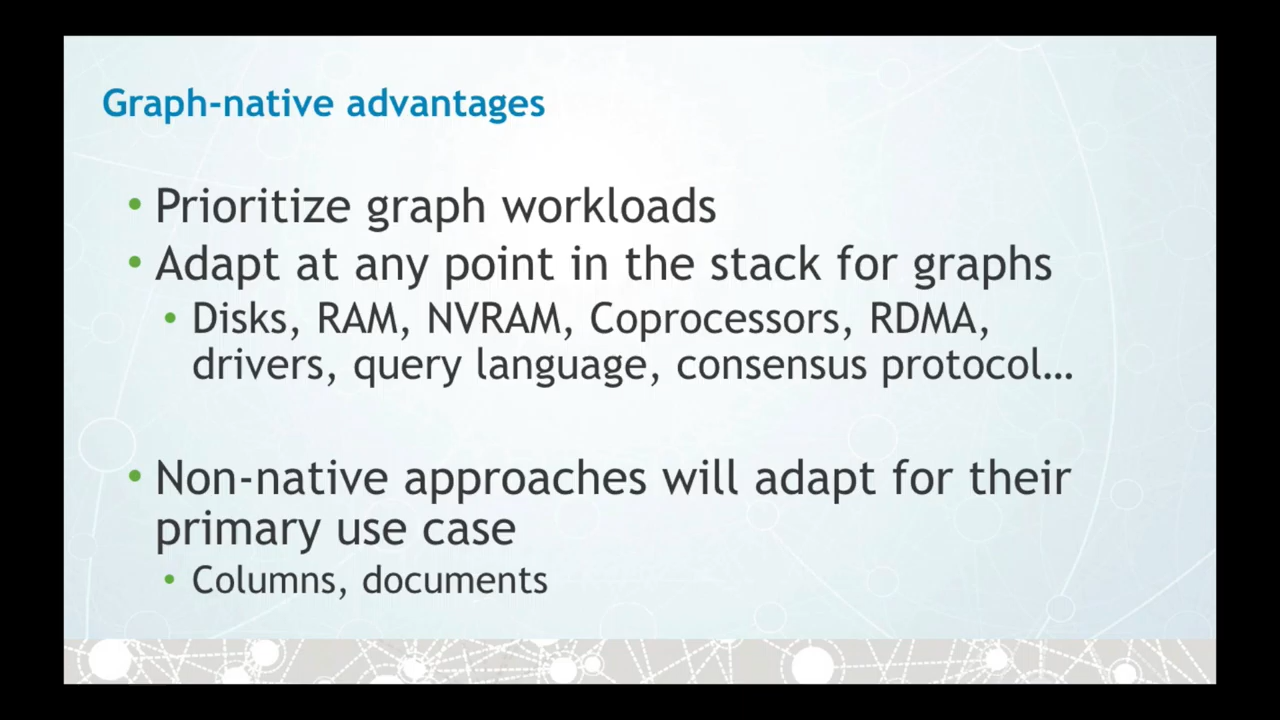 Graph-native advantages
• Prioritize graph workloads
• Adapt at any point in the stack for graphs
• Disks, RAM, NVRAM, Coprocessors, RDMA,
drivers, query language, consensus protocol…
• Non-native approaches will adapt for their
primary use case
• Columns, documents